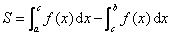 S = ∫_a^c f(x) dx − ∫_c^b f(x) dx